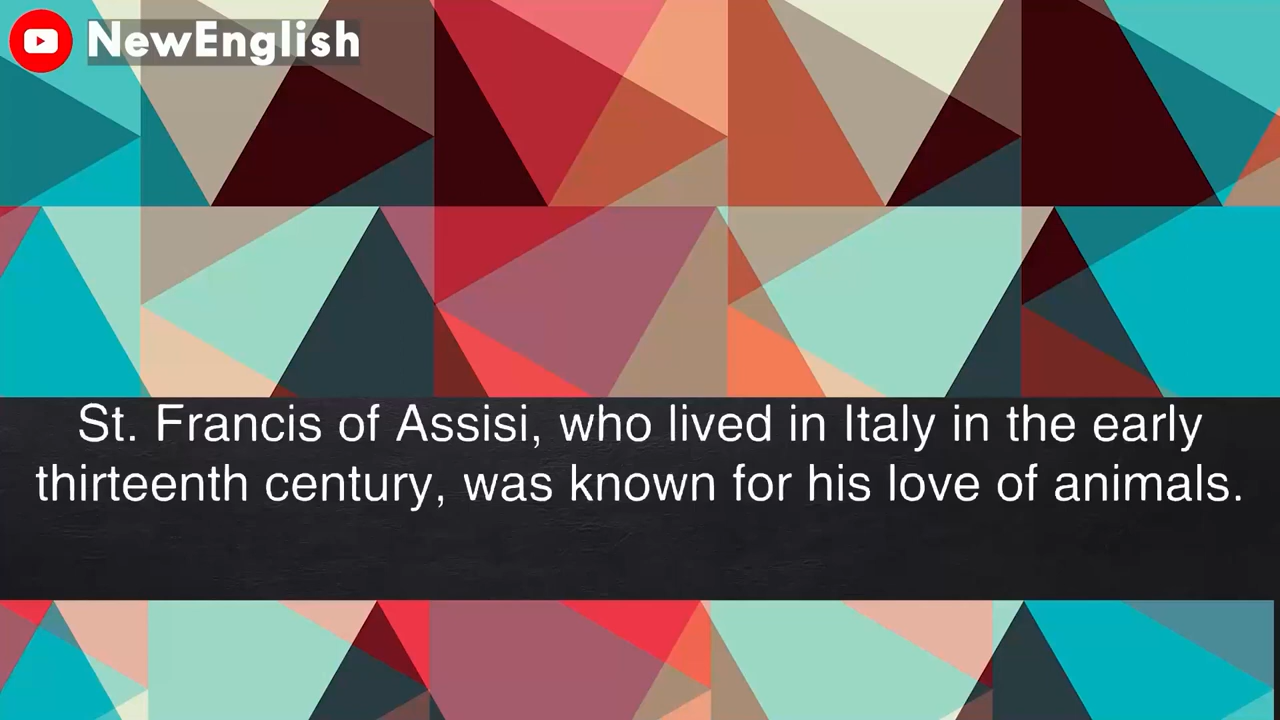 NewEnglish
St. Francis of Assisi, who lived in Italy in the early
thirteenth century, was known for his love of animals.